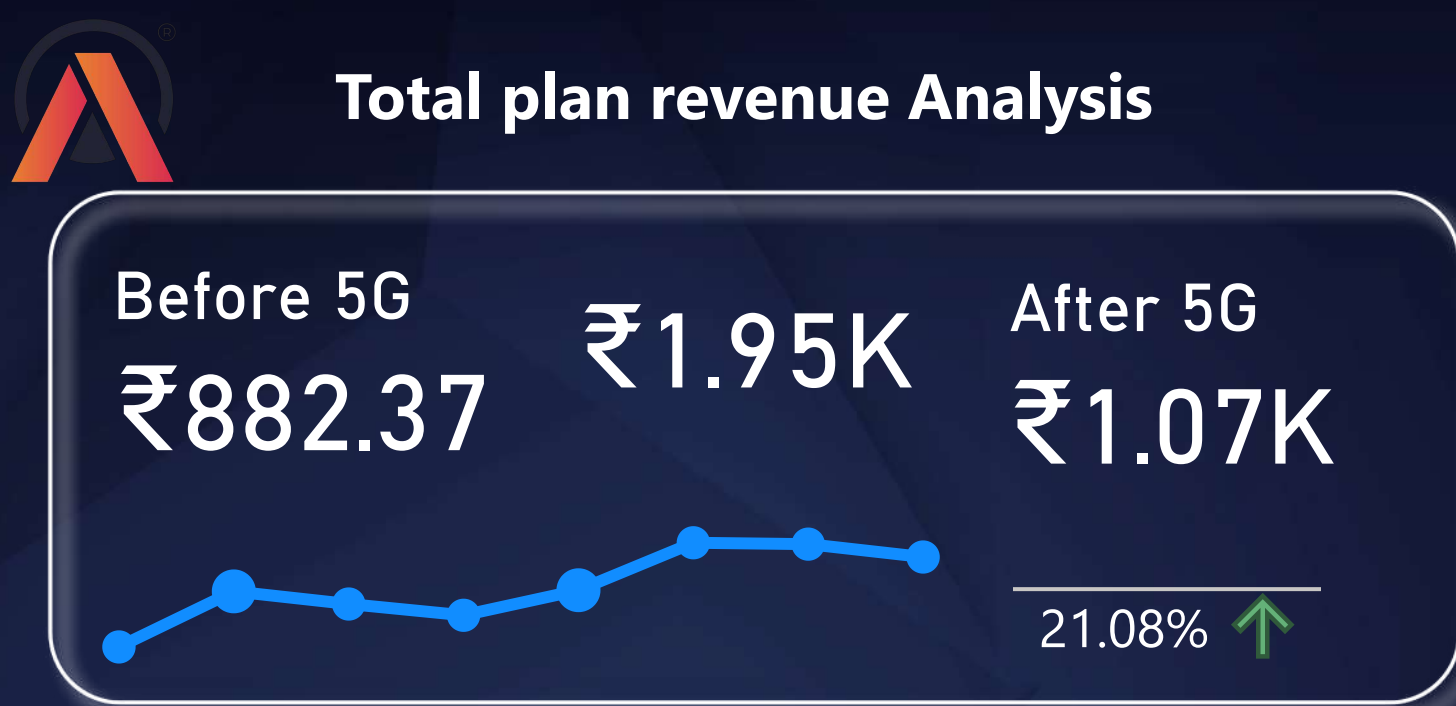 ®
Total plan revenue Analysis
Before 5G
₹882.37
₹1.95K
After 5G
₹1.07K
21.08%